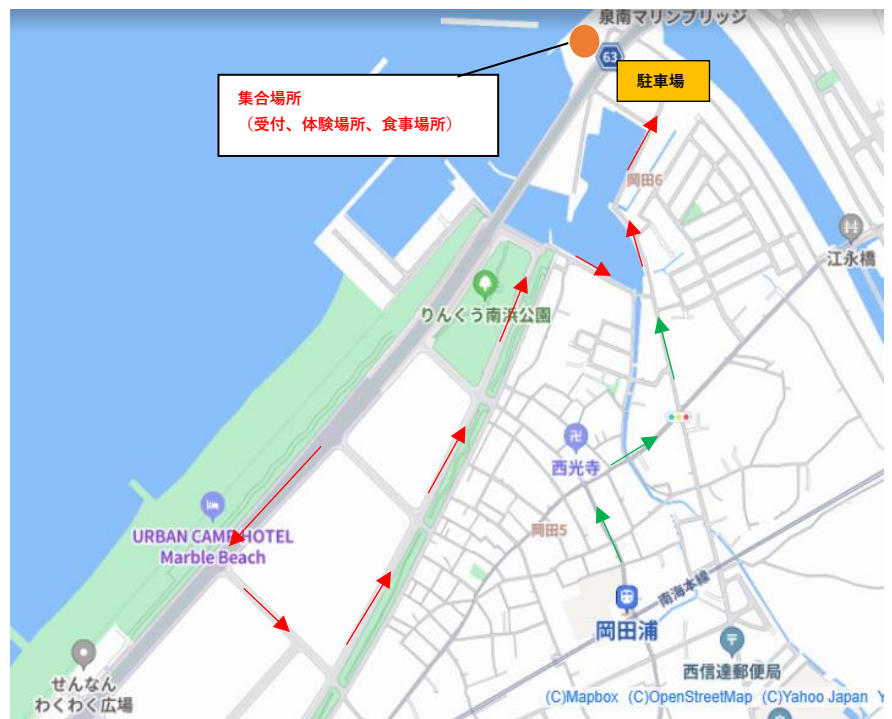 泉南マリンブリッジ
63
駐車場
集合場所
（受付、体験場所、食事場所）
岡田6
江永橋
りんくう南浜公園
西光寺
岡田5
URBAN CAMP HOTEL
Marble Beach
南海本線
岡田浦
せんなん
わくわく広場
西信達郵便局
(C)Mapbox (C)OpenStreetMap (C)Yahoo Japan Y